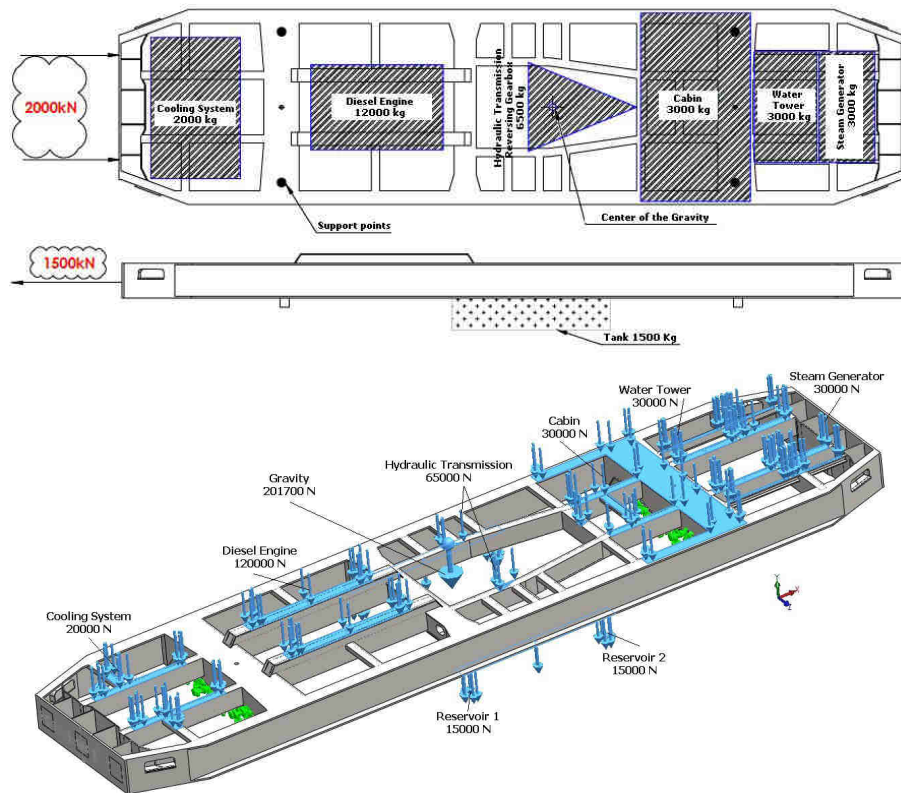 2000kN
Cooling System
2000 kg
Diesel Engine
12000 kg
Hydraulic Transmission
Reversing Gearbox
6500 kg
Cabin
3000 kg
Water
Tower
3000 kg
Steam Generator
3000 kg
Support points
Center of the Gravity
1500kN
Tank 1500 Kg
Steam Generator
30000 N
Water Tower
30000 N
Cabin
30000 N
Hydraulic Transmission
65000 N
Gravity
201700 N
Diesel Engine
120000 N
Cooling System
20000 N
Reservoir 2
15000 N
Reservoir 1
15000 N
Y
X
Z